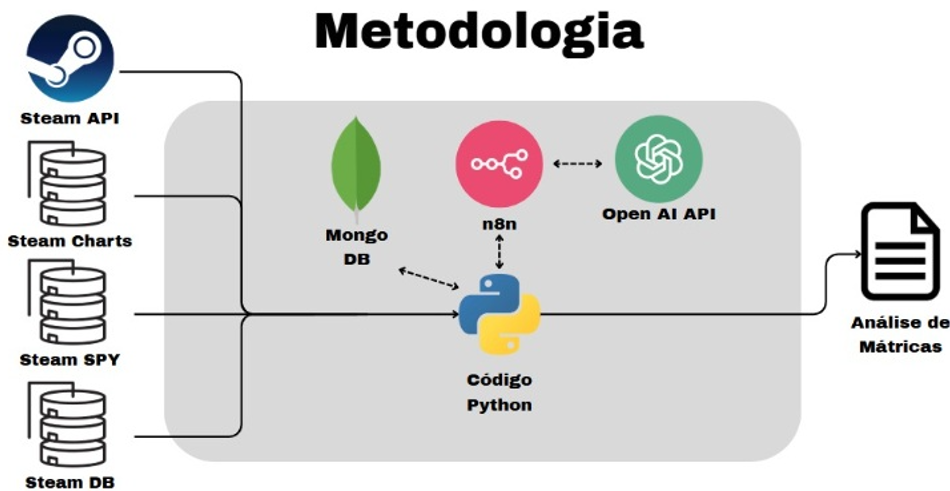 Metodologia
Steam API
Steam Charts
Steam SPY
Steam DB
Mongo
DB
n8n
Open AI API
Código
Python
Análise de
Mátricas